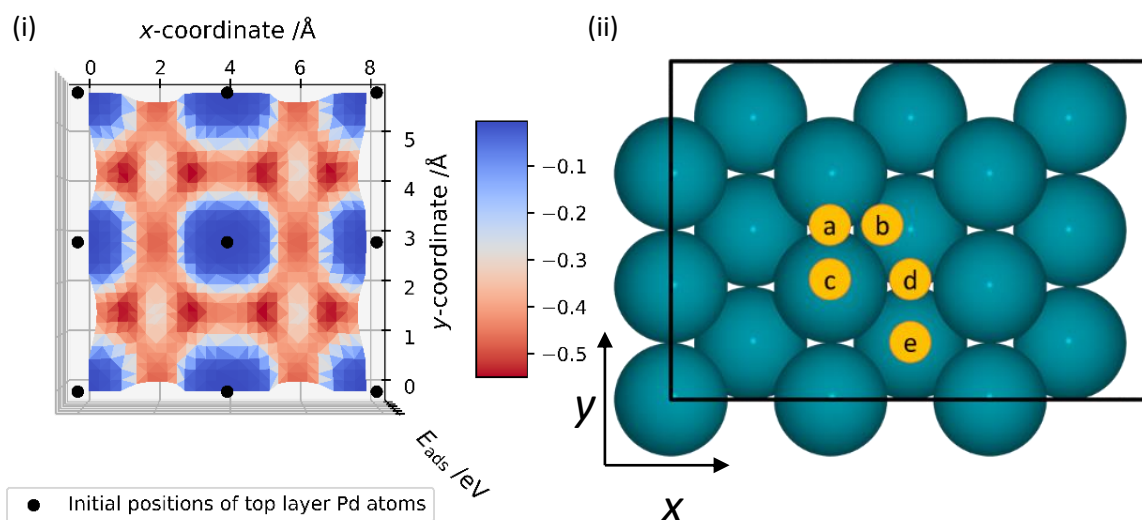 (i)
x-coordinate /Å
0 2 4 6 8
5
4
3
2
1
0
y-coordinate /Å
−0.1
−0.2
−0.3
−0.4
−0.5
E_ads /eV
Initial positions of top layer Pd atoms
(ii)
a b
c d
e
y
x